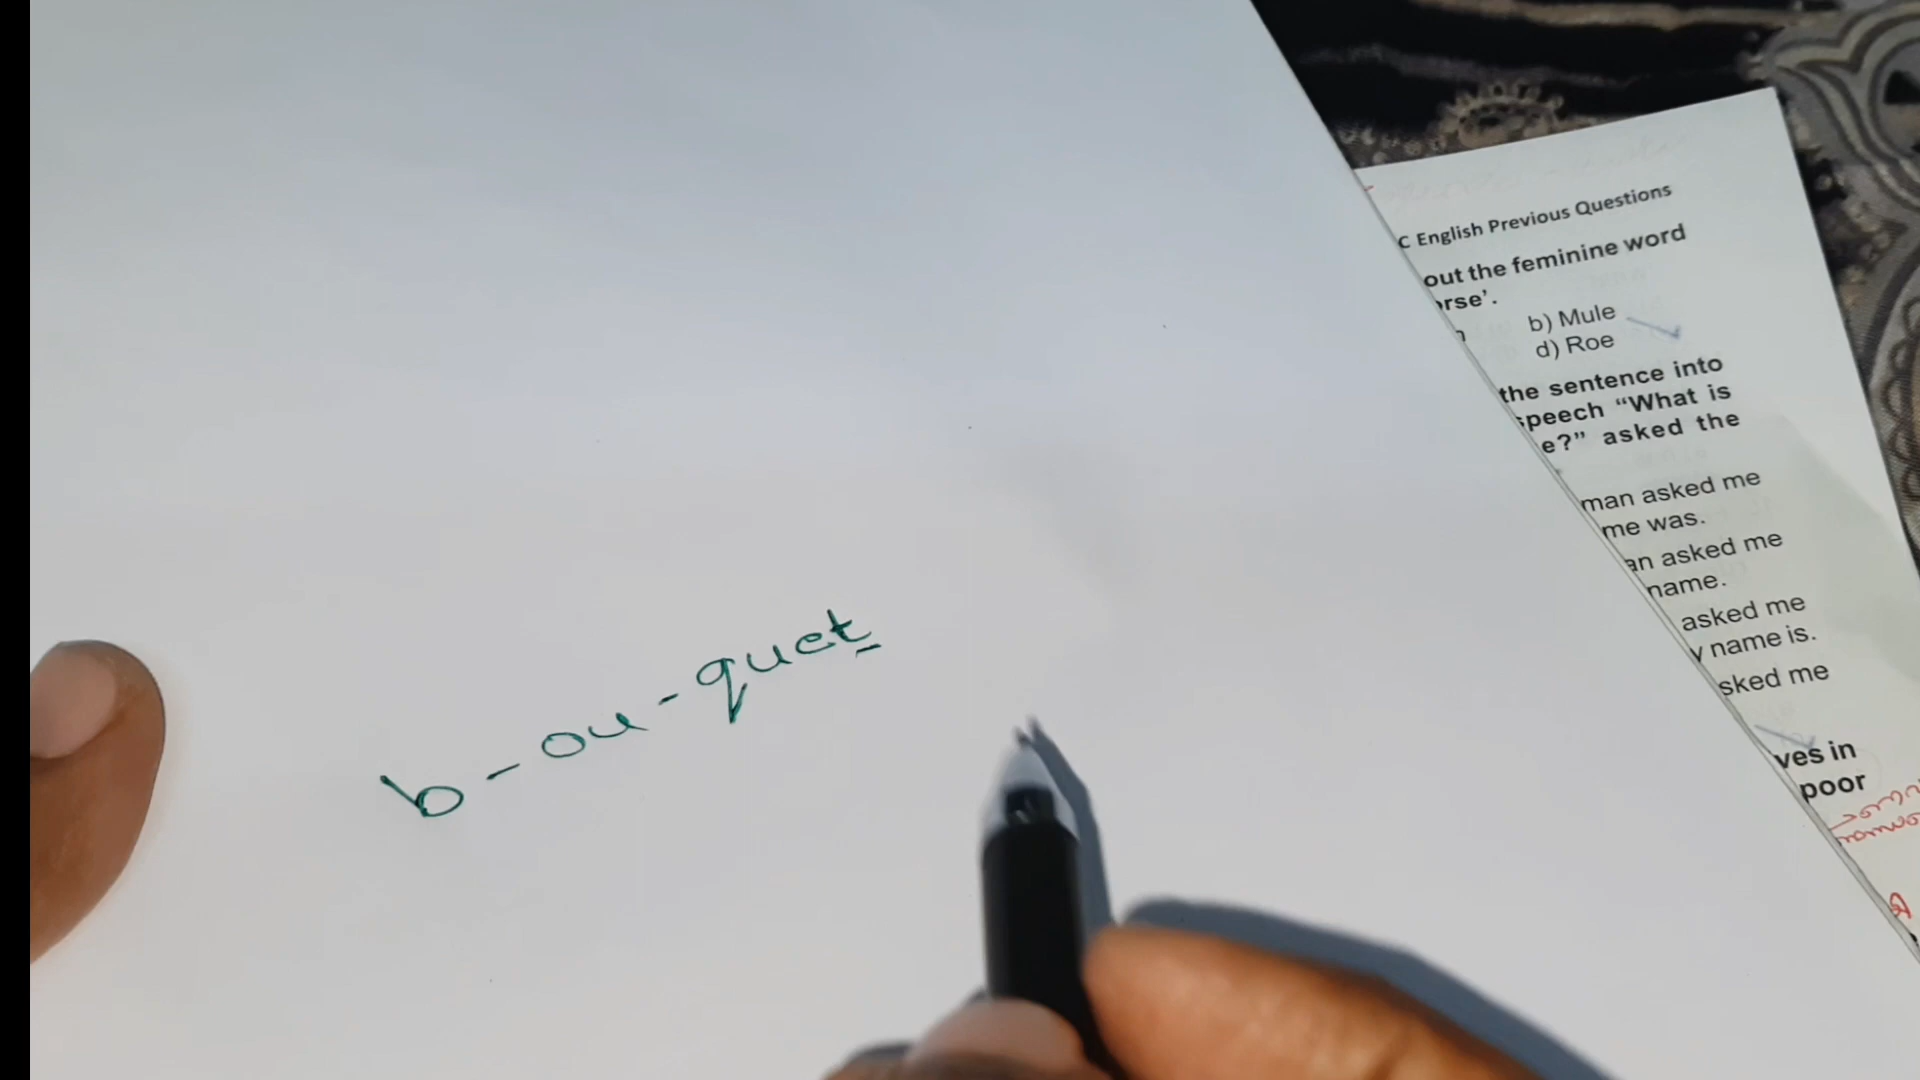 b - ou - quet
C English Previous Questions
out the feminine word
orse'.
b) Mule
d) Roe
the sentence into
speech “What is
e?” asked the
man asked me
me was.
an asked me
name.
asked me
y name is.
sked me
ves in
poor